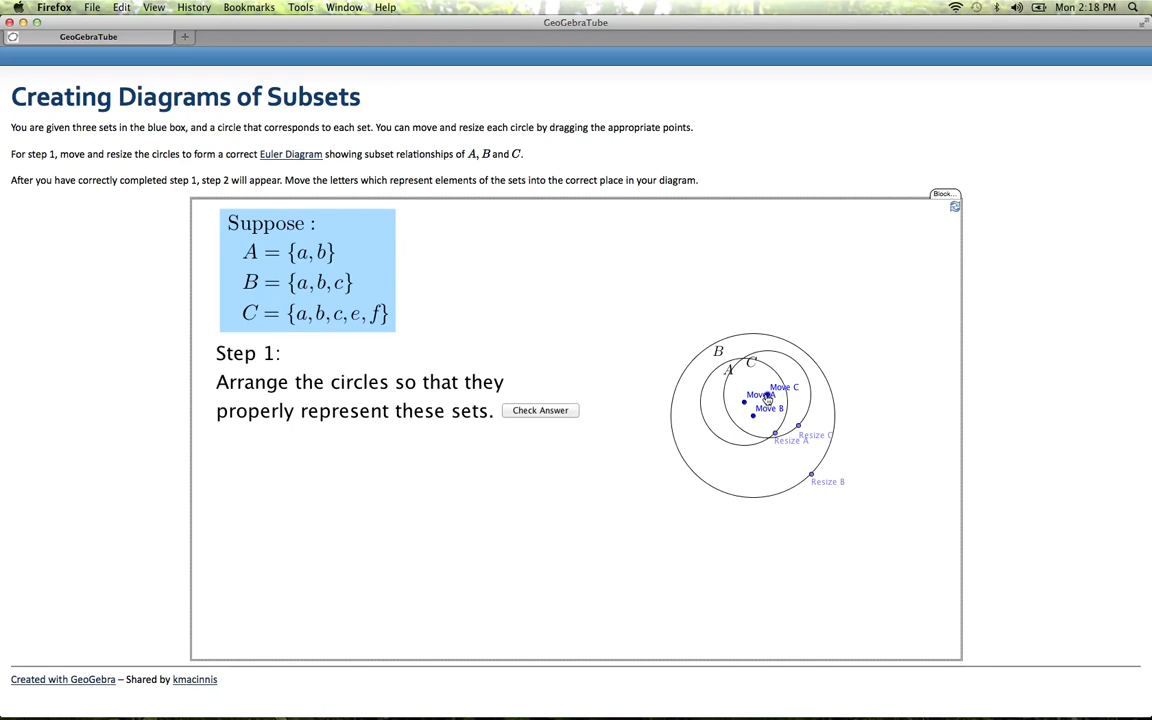 Firefox File Edit View History Bookmarks Tools Window Help Mon 2:18 PM
GeoGebraTube
GeoGebraTube
Creating Diagrams of Subsets
You are given three sets in the blue box, and a circle that corresponds to each set. You can move and resize each circle by dragging the appropriate points.
For step 1, move and resize the circles to form a correct Euler Diagram showing subset relationships of A, B and C.
After you have correctly completed step 1, step 2 will appear. Move the letters which represent elements of the sets into the correct place in your diagram.
Block...
Suppose :
A = {a, b}
B = {a, b, c}
C = {a, b, c, e, f}
Step 1:
Arrange the circles so that they
properly represent these sets. Check Answer
B
C
A
Move C
Move A
Move B
Resize C
Resize A
Resize B
Created with GeoGebra – Shared by kmacinnis